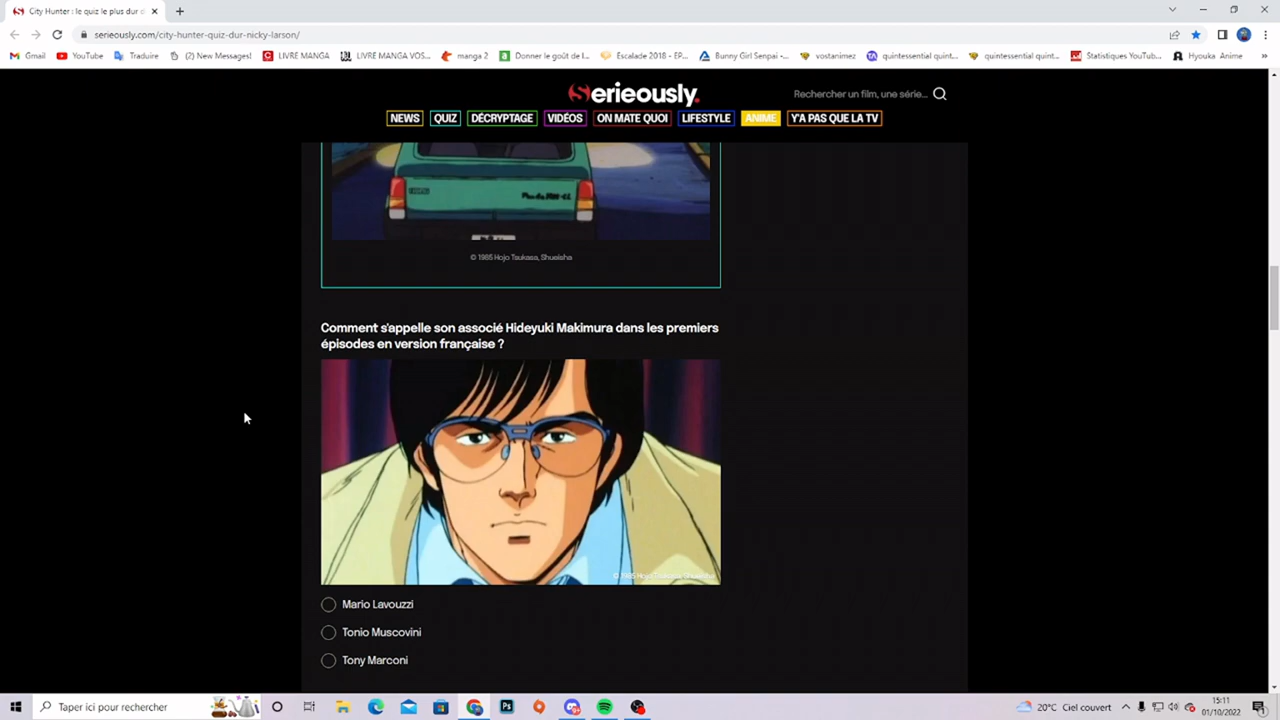 City Hunter : le quiz le plus dur d
serieously.com/city-hunter-quiz-dur-nicky-larson/
Gmail
YouTube
Traduire
(2) New Messages!
LIVRE MANGA
LIVRE MANGA VOS...
manga 2
Donner le goût de l...
Escalade 2018 - EP...
Bunny Girl Senpai -...
vostanimez
quintessential quint...
quintessential quint...
Statistiques YouTub...
Hyouka Anime
»
Serieously.
Rechercher un film, une série...
NEWS
QUIZ
DÉCRYPTAGE
VIDÉOS
ON MATE QUOI
LIFESTYLE
ANIME
Y'A PAS QUE LA TV
© 1985 Hojo Tsukasa, Shueisha
Comment s'appelle son associé Hideyuki Makimura dans les premiers
épisodes en version française ?
© 1985 Hojo Tsukasa, Shueisha
Mario Lavouzzi
Tonio Muscovini
Tony Marconi
Taper ici pour rechercher
20°C Ciel couvert
15:11
01/10/2022